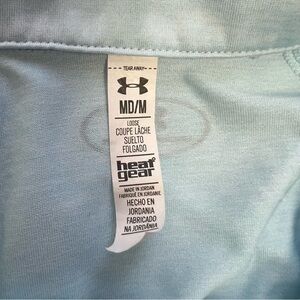 TEAR AWAY
MD/M
LOOSE
COUPE LÂCHE
SUELTO
FOLGADO
heat
gear
MADE IN JORDAN
FABRIQUÉ EN JORDANIE
HECHO EN
JORDANIA
FABRICADO
NA JORDÂNIA